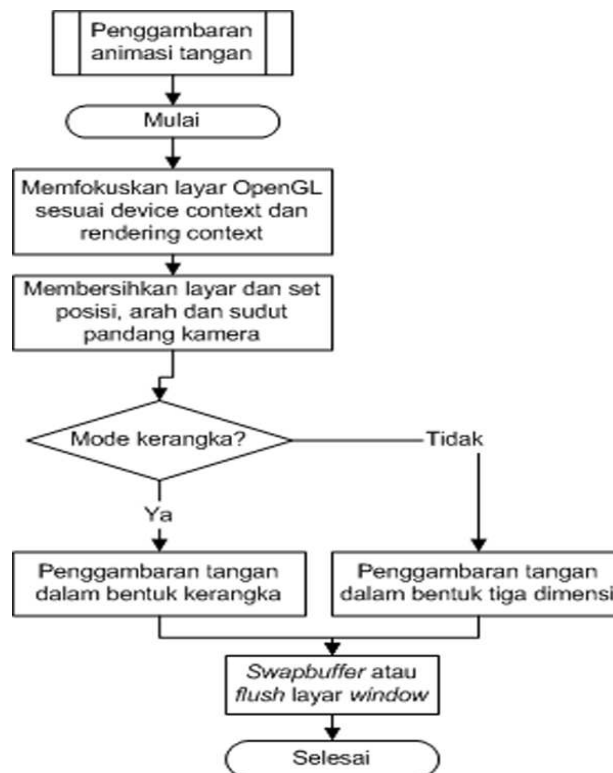 Penggambaran
animasi tangan
Mulai
Memfokuskan layar OpenGL
sesuai device context dan
rendering context
Membersihkan layar dan set
posisi, arah dan sudut
pandang kamera
Mode kerangka?
Tidak
Ya
Penggambaran tangan
dalam bentuk kerangka
Penggambaran tangan
dalam bentuk tiga dimensi
Swapbuffer atau
flush layar window
Selesai